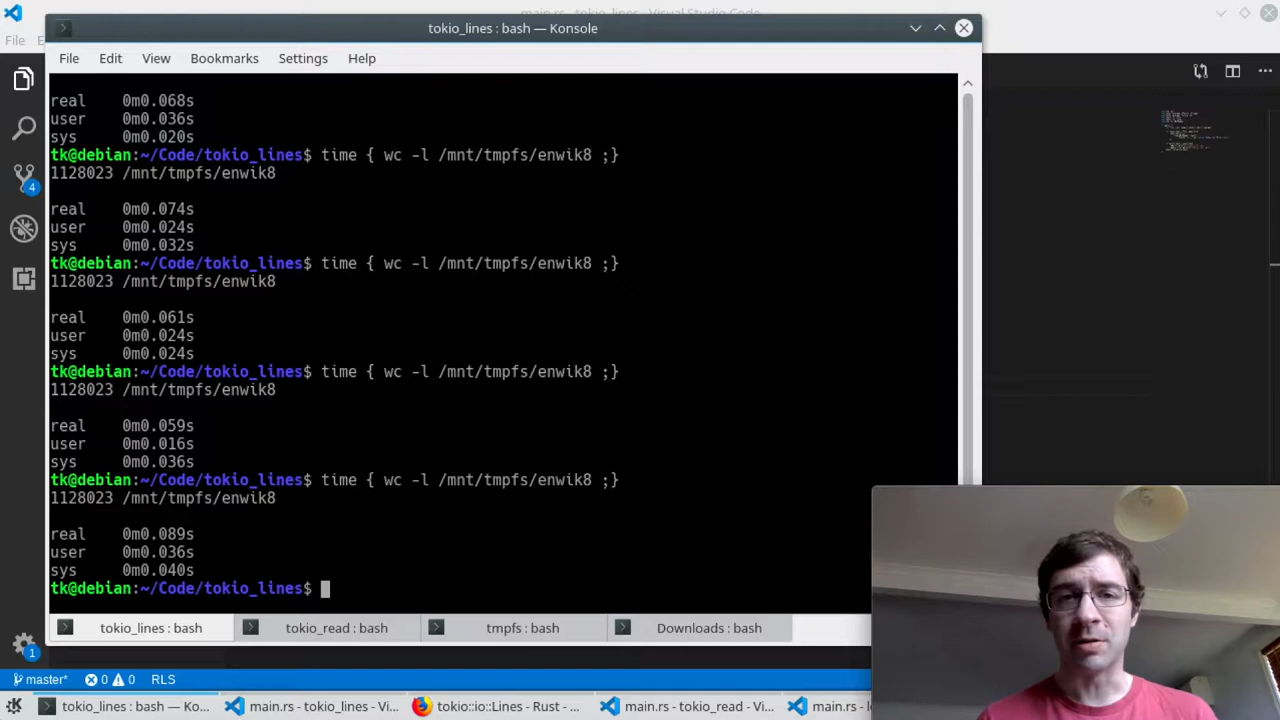 main.rs - tokio_lines - Visual Studio Code
File
tokio_lines : bash — Konsole
File Edit View Bookmarks Settings Help
real 0m0.068s
user 0m0.036s
sys 0m0.020s
tk@debian:~/Code/tokio_lines$ time { wc -l /mnt/tmpfs/enwik8 ;}
1128023 /mnt/tmpfs/enwik8
real 0m0.074s
user 0m0.024s
sys 0m0.032s
tk@debian:~/Code/tokio_lines$ time { wc -l /mnt/tmpfs/enwik8 ;}
1128023 /mnt/tmpfs/enwik8
real 0m0.061s
user 0m0.024s
sys 0m0.024s
tk@debian:~/Code/tokio_lines$ time { wc -l /mnt/tmpfs/enwik8 ;}
1128023 /mnt/tmpfs/enwik8
real 0m0.059s
user 0m0.016s
sys 0m0.036s
tk@debian:~/Code/tokio_lines$ time { wc -l /mnt/tmpfs/enwik8 ;}
1128023 /mnt/tmpfs/enwik8
real 0m0.089s
user 0m0.036s
sys 0m0.040s
tk@debian:~/Code/tokio_lines$
tokio_lines : bash tokio_read : bash tmpfs : bash Downloads : bash
4
1
master* 0 0 RLS
tokio_lines : bash — Ko... main.rs - tokio_lines - Vi... tokio::io::Lines - Rust - ... main.rs - tokio_read - V...